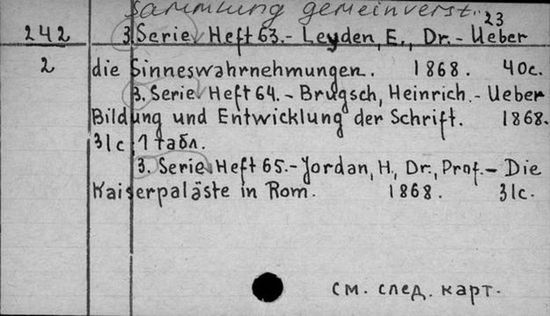 Sammlung gemeinverst. 23
242 3 Serie Heft 63.- Leyden, E., Dr.- Ueber
2 die Sinneswahrnehmungen. 1868. 40c.
3. Serie Heft 64.- Brugsch, Heinrich.- Ueber
Bildung und Entwicklung der Schrift. 1868.
31c 1 табл.
3. Serie Heft 65.- Jordan, H., Dr., Prof.- Die
Kaiserpaläste in Rom. 1868. 31c.
см. след. карт.